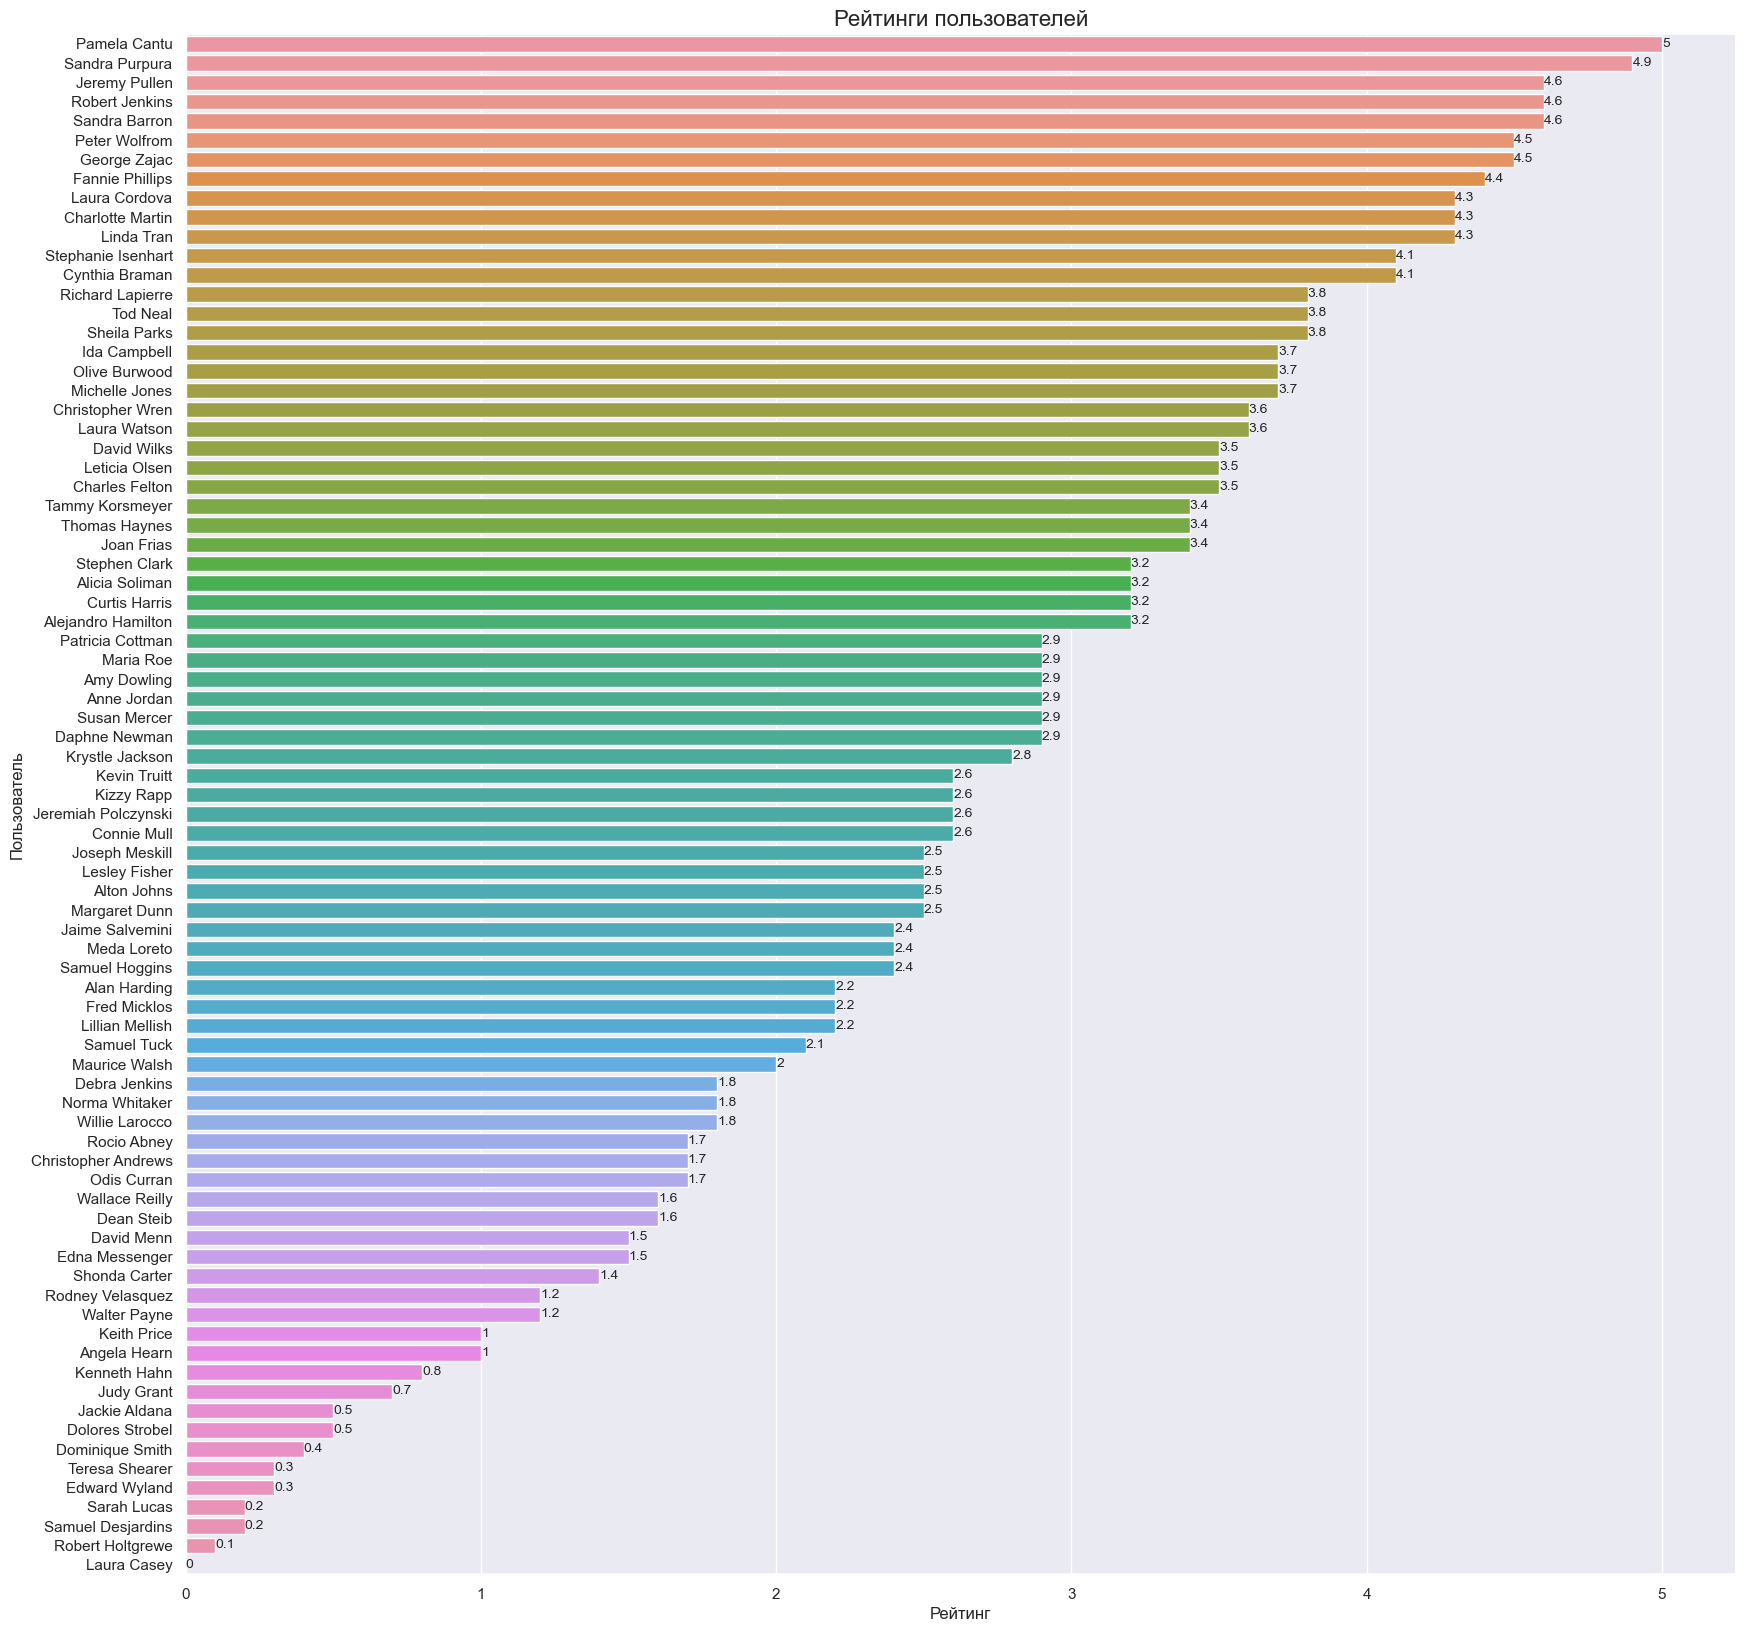 Рейтинги пользователей
Pamela Cantu 5
Sandra Purpura 4.9
Jeremy Pullen 4.6
Robert Jenkins 4.6
Sandra Barron 4.6
Peter Wolfrom 4.5
George Zajac 4.5
Fannie Phillips 4.4
Laura Cordova 4.3
Charlotte Martin 4.3
Linda Tran 4.3
Stephanie Isenhart 4.1
Cynthia Braman 4.1
Richard Lapierre 3.8
Tod Neal 3.8
Sheila Parks 3.8
Ida Campbell 3.7
Olive Burwood 3.7
Michelle Jones 3.7
Christopher Wren 3.6
Laura Watson 3.6
David Wilks 3.5
Leticia Olsen 3.5
Charles Felton 3.5
Tammy Korsmeyer 3.4
Thomas Haynes 3.4
Joan Frias 3.4
Stephen Clark 3.2
Alicia Soliman 3.2
Curtis Harris 3.2
Alejandro Hamilton 3.2
Patricia Cottman 2.9
Maria Roe 2.9
Amy Dowling 2.9
Anne Jordan 2.9
Susan Mercer 2.9
Daphne Newman 2.9
Krystle Jackson 2.8
Kevin Truitt 2.6
Kizzy Rapp 2.6
Jeremiah Polczynski 2.6
Connie Mull 2.6
Joseph Meskill 2.5
Lesley Fisher 2.5
Alton Johns 2.5
Margaret Dunn 2.5
Jaime Salvemini 2.4
Meda Loreto 2.4
Samuel Hoggins 2.4
Alan Harding 2.2
Fred Micklos 2.2
Lillian Mellish 2.2
Samuel Tuck 2.1
Maurice Walsh 2
Debra Jenkins 1.8
Norma Whitaker 1.8
Willie Larocco 1.8
Rocio Abney 1.7
Christopher Andrews 1.7
Odis Curran 1.7
Wallace Reilly 1.6
Dean Steib 1.6
David Menn 1.5
Edna Messenger 1.5
Shonda Carter 1.4
Rodney Velasquez 1.2
Walter Payne 1.2
Keith Price 1
Angela Hearn 1
Kenneth Hahn 0.8
Judy Grant 0.7
Jackie Aldana 0.5
Dolores Strobel 0.5
Dominique Smith 0.4
Teresa Shearer 0.3
Edward Wyland 0.3
Sarah Lucas 0.2
Samuel Desjardins 0.2
Robert Holtgrewe 0.1
Laura Casey 0
Пользователь
0 1 2 3 4 5
Рейтинг